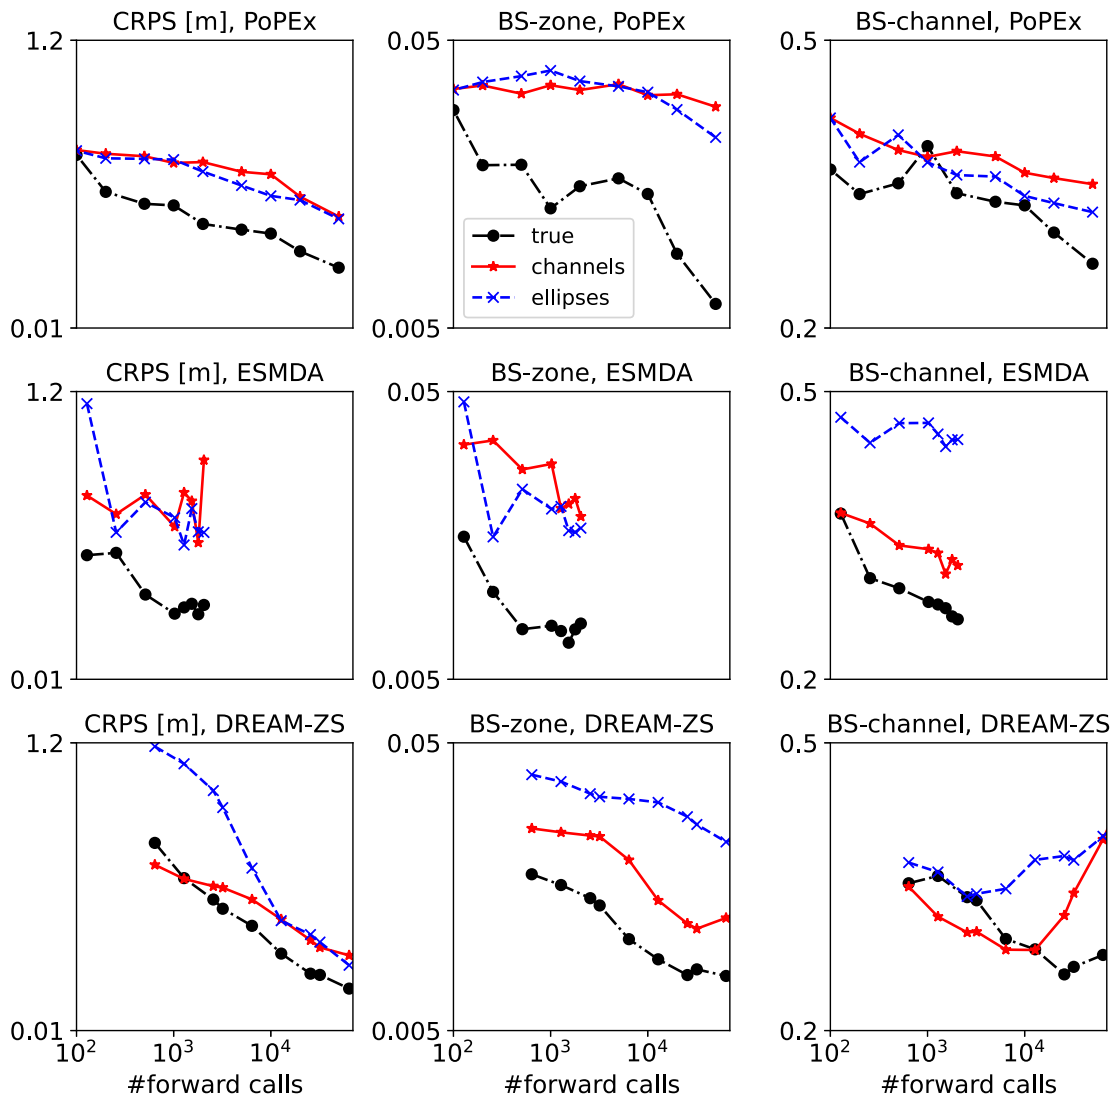 CRPS [m], PoPEx
BS-zone, PoPEx
BS-channel, PoPEx
1.2
0.01
0.05
0.005
0.5
0.2
true
channels
ellipses
CRPS [m], ESMDA
BS-zone, ESMDA
BS-channel, ESMDA
1.2
0.01
0.05
0.005
0.5
0.2
CRPS [m], DREAM-ZS
BS-zone, DREAM-ZS
BS-channel, DREAM-ZS
1.2
0.01
0.05
0.005
0.5
0.2
10² 10³ 10⁴
10² 10³ 10⁴
10² 10³ 10⁴
#forward calls
#forward calls
#forward calls